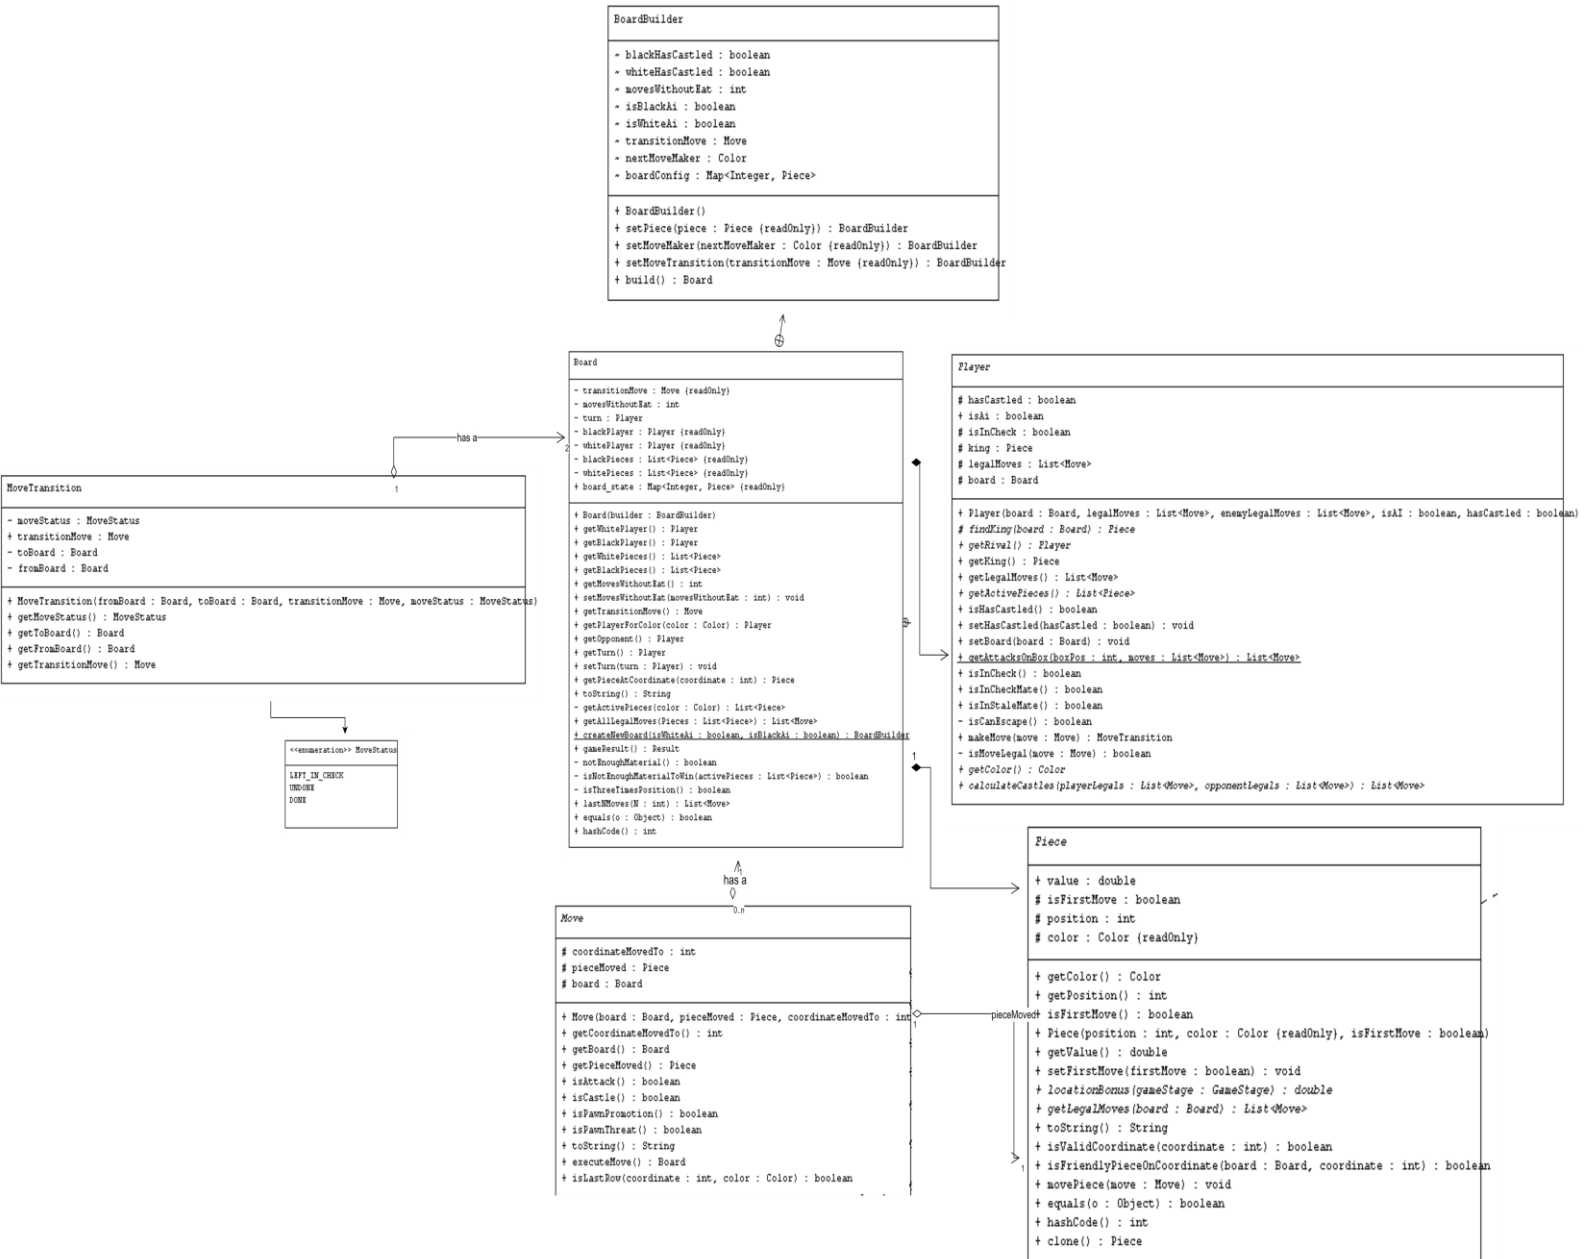 BoardBuilder
~ blackHasCastled : boolean
~ whiteHasCastled : boolean
~ movesWithoutEat : int
~ isBlackAi : boolean
~ isWhiteAi : boolean
~ transitionMove : Move
~ nextMoveMaker : Color
~ boardConfig : Map<Integer, Piece>
+ BoardBuilder()
+ setPiece(piece : Piece {readOnly}) : BoardBuilder
+ setMoveMaker(nextMoveMaker : Color {readOnly}) : BoardBuilder
+ setMoveTransition(transitionMove : Move {readOnly}) : BoardBuilder
+ build() : Board
Board
- transitionMove : Move {readOnly}
- movesWithoutEat : int
- turn : Player
- blackPlayer : Player {readOnly}
- whitePlayer : Player {readOnly}
- blackPieces : List<Piece> {readOnly}
- whitePieces : List<Piece> {readOnly}
+ board_state : Map<Integer, Piece> {readOnly}
+ Board(builder : BoardBuilder)
+ getWhitePlayer() : Player
+ getBlackPlayer() : Player
+ getWhitePieces() : List<Piece>
+ getBlackPieces() : List<Piece>
+ getMovesWithoutEat() : int
+ setMovesWithoutEat(movesWithoutEat : int) : void
+ getTransitionMove() : Move
+ getPlayerForColor(color : Color) : Player
+ getOpponent() : Player
+ getTurn() : Player
+ setTurn(turn : Player) : void
+ getPieceAtCoordinate(coordinate : int) : Piece
+ toString() : String
- getActivePieces(color : Color) : List<Piece>
+ getAllLegalMoves(Pieces : List<Piece>) : List<Move>
+ createNewBoard(isWhiteAi : boolean, isBlackAi : boolean) : BoardBuilder
+ gameResult() : Result
- notEnoughMaterial() : boolean
- isNotEnoughMaterialToWin(activePieces : List<Piece>) : boolean
- isThreeTimesPosition() : boolean
+ lastNMoves(N : int) : List<Move>
+ equals(o : Object) : boolean
+ hashCode() : int
Player
# hasCastled : boolean
+ isAi : boolean
# isInCheck : boolean
# king : Piece
# legalMoves : List<Move>
# board : Board
+ Player(board : Board, legalMoves : List<Move>, enemyLegalMoves : List<Move>, isAI : boolean, hasCastled : boolean)
# findKing(board : Board) : Piece
+ getRival() : Player
+ getKing() : Piece
+ getLegalMoves() : List<Move>
+ getActivePieces() : List<Piece>
+ isHasCastled() : boolean
+ setHasCastled(hasCastled : boolean) : void
+ setBoard(board : Board) : void
+ getAttacksOnBox(boxPos : int, moves : List<Move>) : List<Move>
+ isInCheck() : boolean
+ isInCheckMate() : boolean
+ isInStaleMate() : boolean
- isCanEscape() : boolean
+ makeMove(move : Move) : MoveTransition
- isMoveLegal(move : Move) : boolean
+ getColor() : Color
+ calculateCastles(playerLegals : List<Move>, opponentLegals : List<Move>) : List<Move>
has a
2
1
MoveTransition
- moveStatus : MoveStatus
+ transitionMove : Move
- toBoard : Board
- fromBoard : Board
+ MoveTransition(fromBoard : Board, toBoard : Board, transitionMove : Move, moveStatus : MoveStatus)
+ getMoveStatus() : MoveStatus
+ getToBoard() : Board
+ getFromBoard() : Board
+ getTransitionMove() : Move
<<enumeration>> MoveStatus
LEFT_IN_CHECK
UNDONE
DONE
1
1
has a
0..n
Move
# coordinateMovedTo : int
# pieceMoved : Piece
# board : Board
+ Move(board : Board, pieceMoved : Piece, coordinateMovedTo : int
+ getCoordinateMovedTo() : int
+ getBoard() : Board
+ getPieceMoved() : Piece
+ isAttack() : boolean
+ isCastle() : boolean
+ isPawnPromotion() : boolean
+ isPawnThreat() : boolean
+ toString() : String
+ executeMove() : Board
+ isLastRow(coordinate : int, color : Color) : boolean
1
pieceMoved
1
Piece
+ value : double
# isFirstMove : boolean
# position : int
# color : Color {readOnly}
+ getColor() : Color
+ getPosition() : int
+ isFirstMove() : boolean
+ Piece(position : int, color : Color {readOnly}, isFirstMove : boolean)
+ getValue() : double
+ setFirstMove(firstMove : boolean) : void
+ locationBonus(gameStage : GameStage) : double
+ getLegalMoves(board : Board) : List<Move>
+ toString() : String
+ isValidCoordinate(coordinate : int) : boolean
+ isFriendlyPieceOnCoordinate(board : Board, coordinate : int) : boolean
+ movePiece(move : Move) : void
+ equals(o : Object) : boolean
+ hashCode() : int
+ clone() : Piece